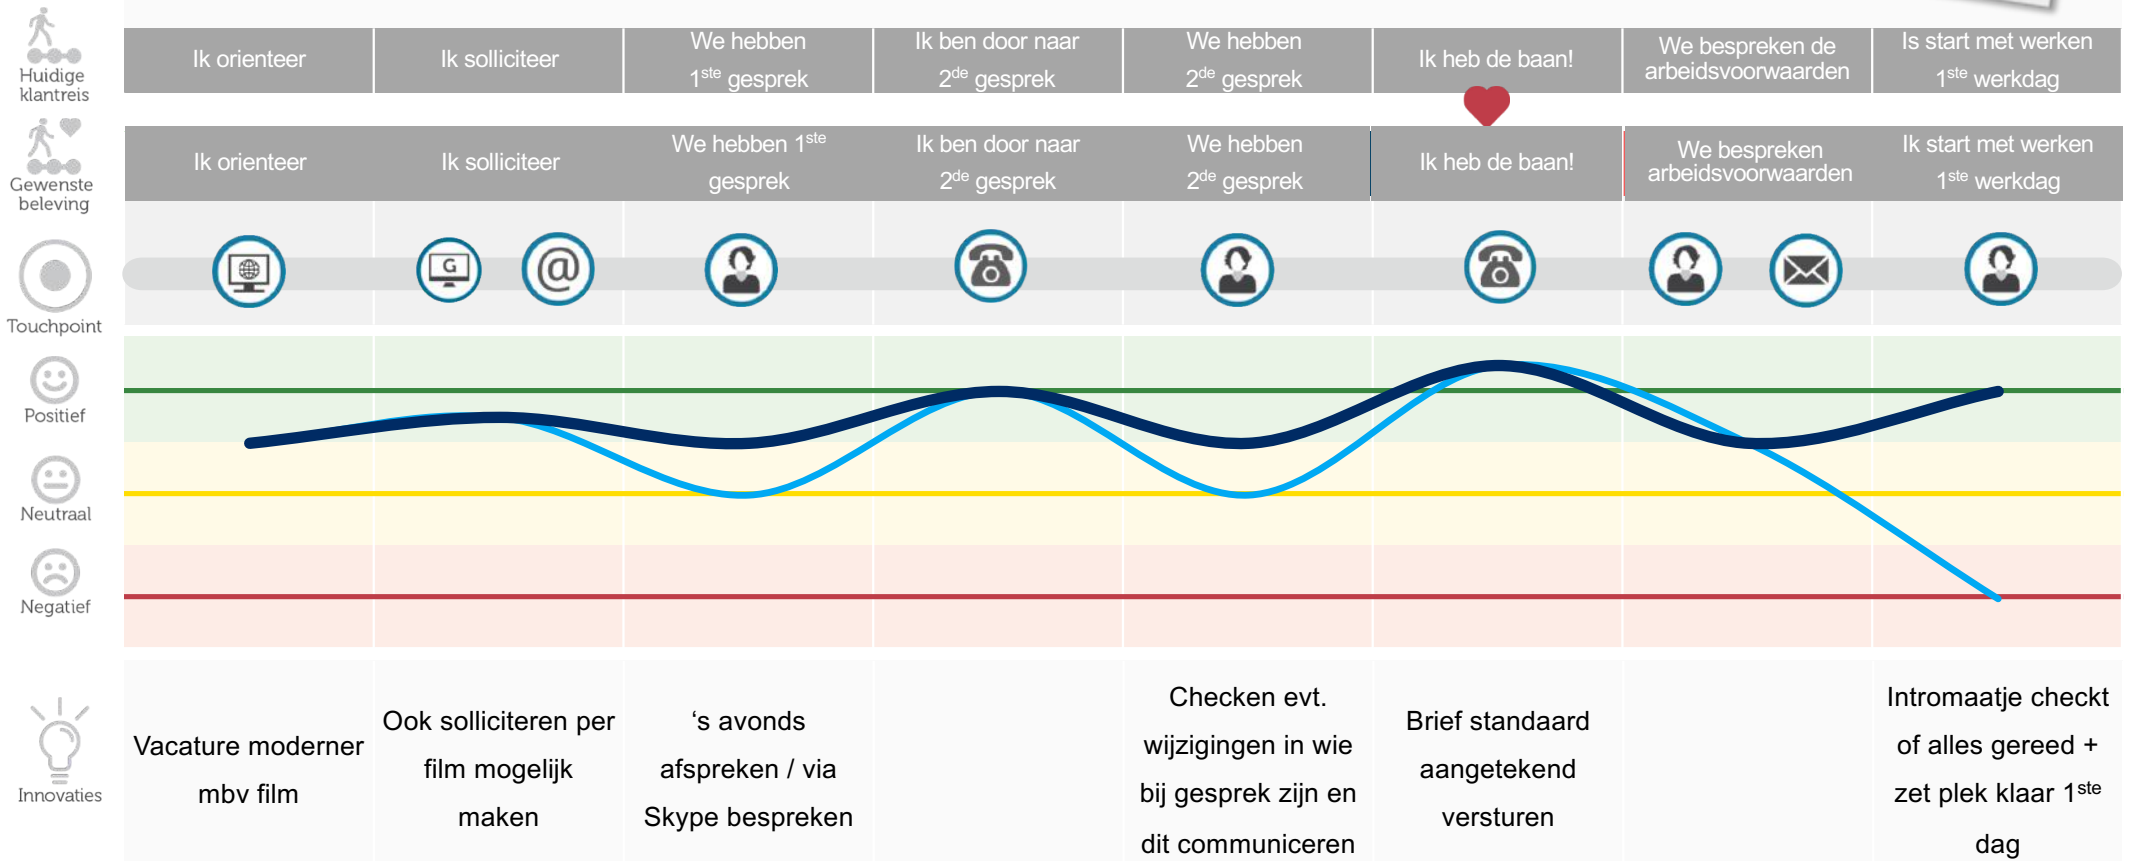 Huidige
klantreis
Ik orienteer
Ik solliciteer
We hebben
1ste gesprek
Ik ben door naar
2de gesprek
We hebben
2de gesprek
Ik heb de baan!
We bespreken de
arbeidsvoorwaarden
Is start met werken
1ste werkdag
Gewenste
beleving
Ik orienteer
Ik solliciteer
We hebben 1ste
gesprek
Ik ben door naar
2de gesprek
We hebben
2de gesprek
Ik heb de baan!
We bespreken
arbeidsvoorwaarden
Ik start met werken
1ste werkdag
Touchpoint
G
@
Positief
Neutraal
Negatief
Innovaties
Vacature moderner
mbv film
Ook solliciteren per
film mogelijk
maken
‘s avonds
afspreken / via
Skype bespreken
Checken evt.
wijzigingen in wie
bij gesprek zijn en
dit communiceren
Brief standaard
aangetekend
versturen
Intromaatje checkt
of alles gereed +
zet plek klaar 1ste
dag